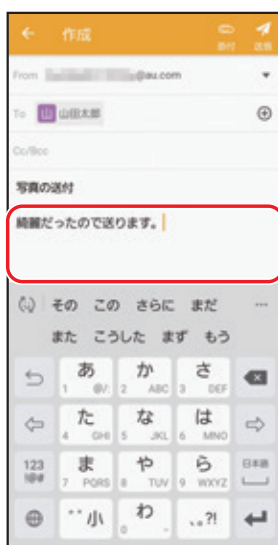 作成
添付
送信
From @au.com
To 山 山田太郎
Cc/Bcc
写真の送付
綺麗だったので送ります。
その この さらに まだ
また こうした まず もう
あ か さ
1 @/: 2 ABC 3 DEF
た な は
4 GHI 5 JKL 6 MNO
123 ま や ら 日本語
!@# 7 PQRS 8 TUV 9 WXYZ
゛゜小 わ 、。?!
0